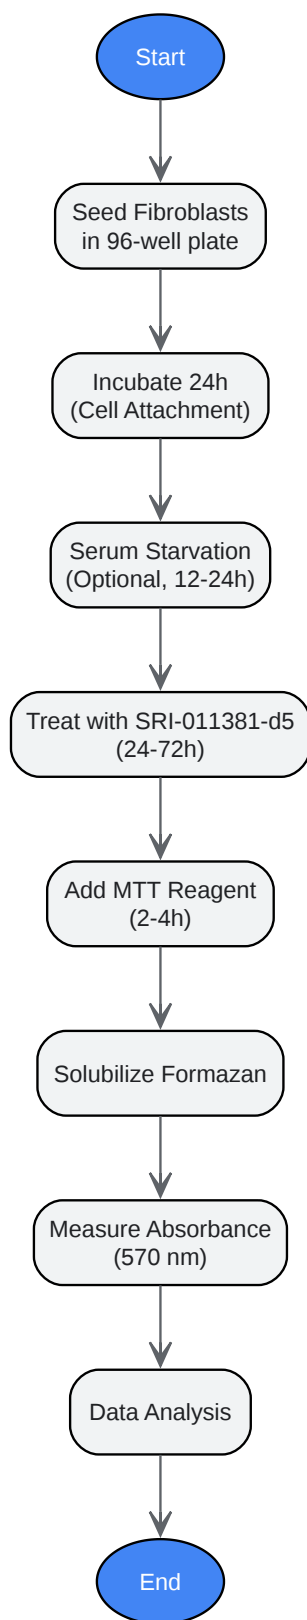 Start
Seed Fibroblasts
in 96-well plate
Incubate 24h
(Cell Attachment)
Serum Starvation
(Optional, 12-24h)
Treat with SRI-011381-d5
(24-72h)
Add MTT Reagent
(2-4h)
Solubilize Formazan
Measure Absorbance
(570 nm)
Data Analysis
End